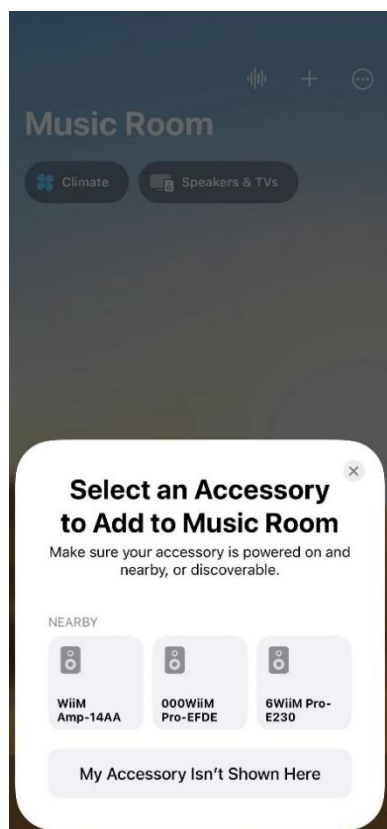 Music Room
Climate
Speakers & TVs
Select an Accessory
to Add to Music Room
Make sure your accessory is powered on and
nearby, or discoverable.
NEARBY
WiiM
Amp-14AA
000WiiM
Pro-EFDE
6WiiM Pro-
E230
My Accessory Isn't Shown Here